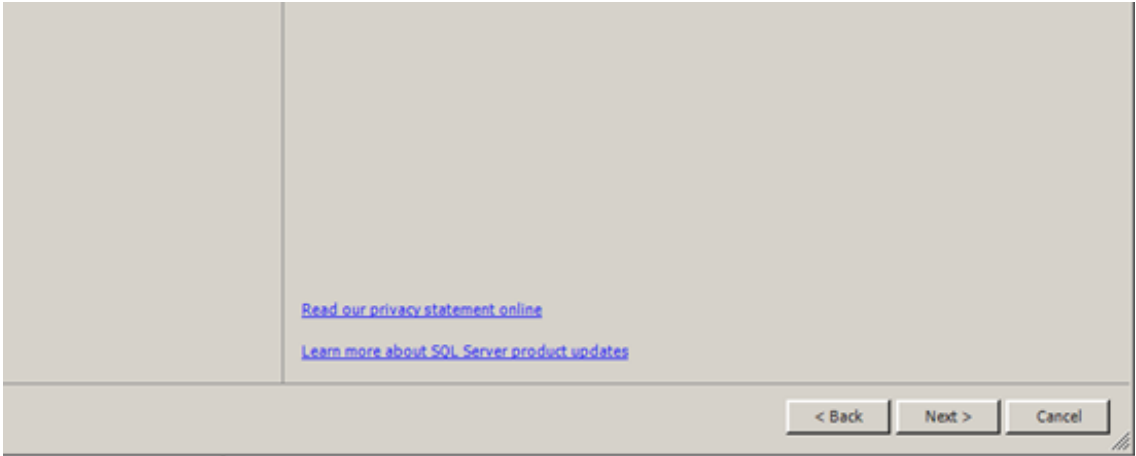 Read our privacy statement online
Learn more about SQL Server product updates
< Back Next > Cancel